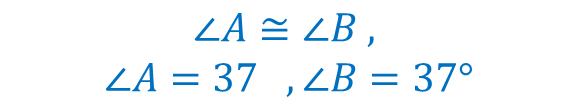 ∠A ≅ ∠B ,
∠A = 37 , ∠B = 37°